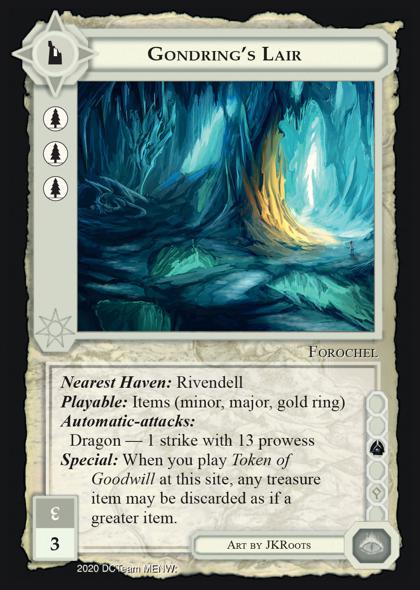 Gondring's Lair
Forochel
Nearest Haven: Rivendell
Playable: Items (minor, major, gold ring)
Automatic-attacks:
Dragon — 1 strike with 13 prowess
Special: When you play Token of
Goodwill at this site, any treasure
item may be discarded as if a
greater item.
ε
3
Art by JKRoots
2020 DCTeam MENW: